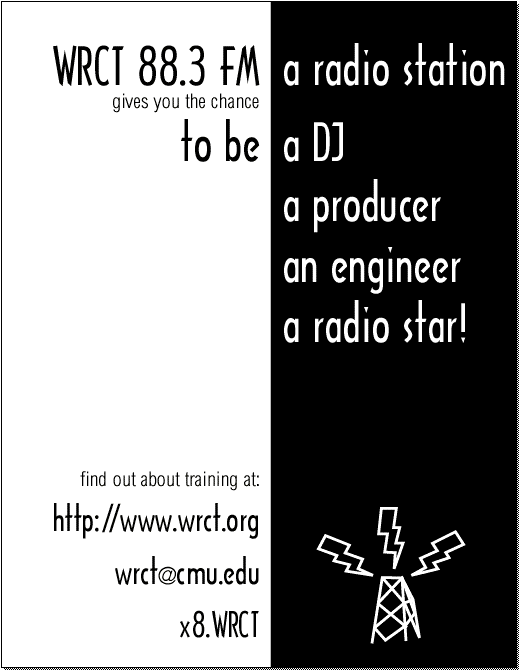 WRCT 88.3 FM a radio station
gives you the chance
to be a DJ
a producer
an engineer
a radio star!
find out about training at:
http://www.wrct.org
wrct@cmu.edu
x8.WRCT